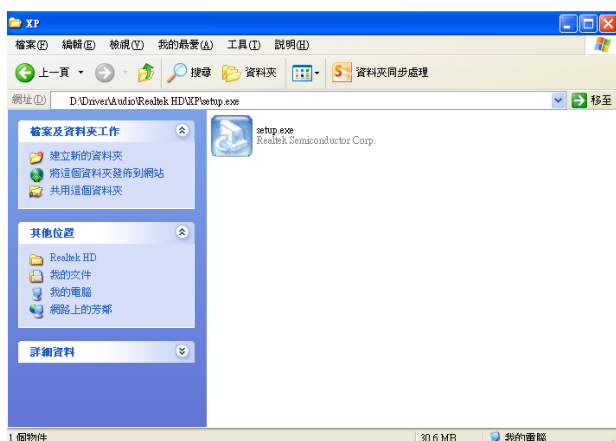 XP
檔案(F) 編輯(E) 檢視(V) 我的最愛(A) 工具(T) 說明(H)
上一頁 搜尋 資料夾 資料夾同步處理
網址(D) D:\Driver\Audio\Realtek HD\XP\setup.exe 移至
檔案及資料夾工作
建立新的資料夾
將這個資料夾發佈到網站
共用這個資料夾
其他位置
Realtek HD
我的文件
我的電腦
網路上的芳鄰
詳細資料
setup.exe
Realtek Semiconductor Corp.
1 個物件 30.6 MB 我的電腦